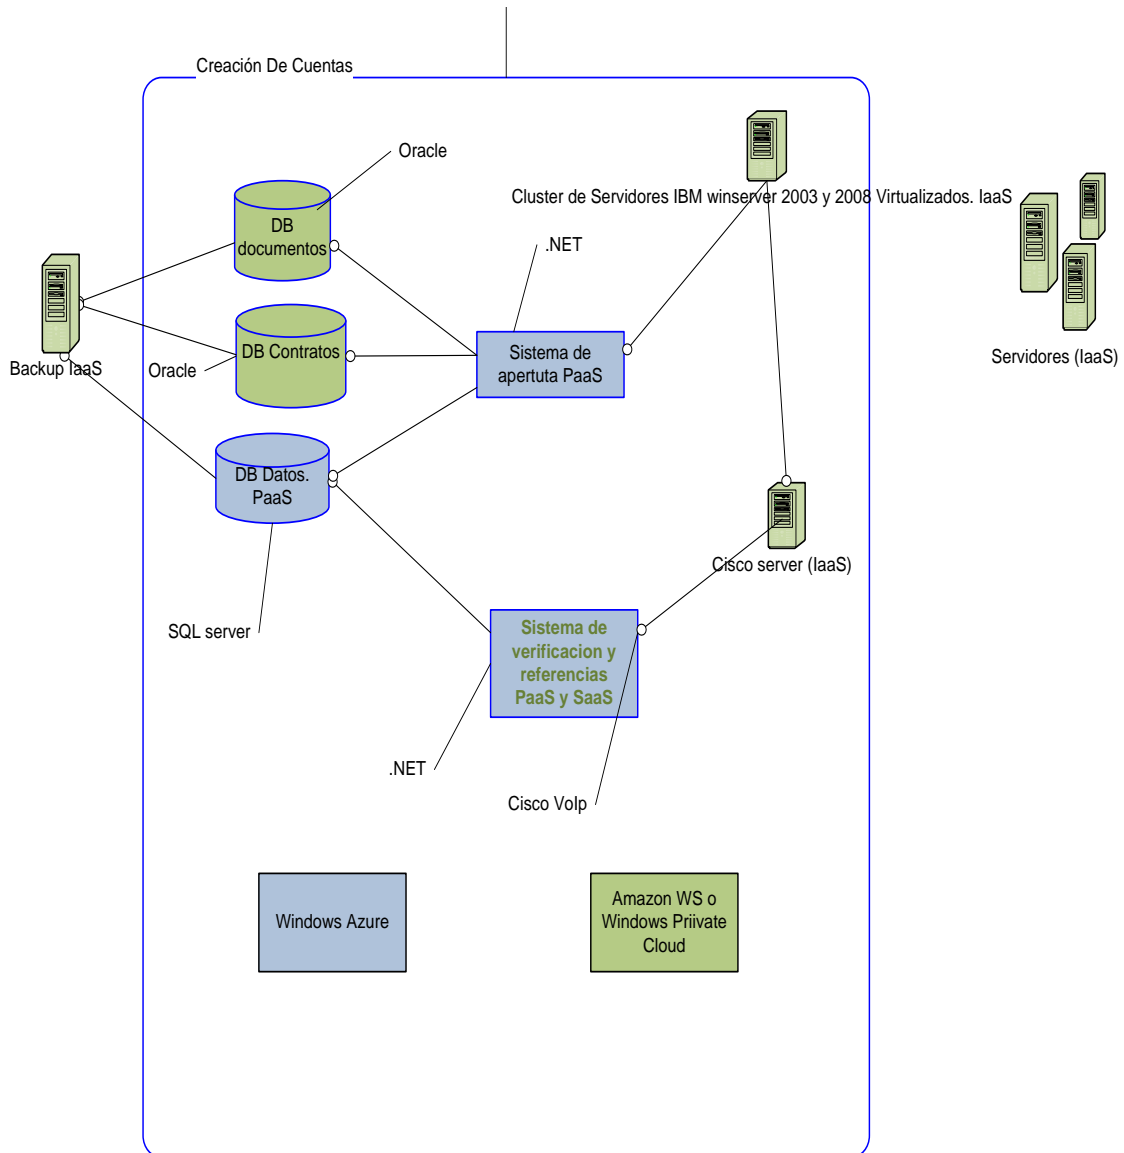 Creación De Cuentas
Oracle
DB
documentos
Cluster de Servidores IBM winserver 2003 y 2008 Virtualizados. IaaS
.NET
DB Contratos
Sistema de
apertuta PaaS
Servidores (IaaS)
Backup IaaS
Oracle
DB Datos.
PaaS
Cisco server (IaaS)
SQL server
Sistema de
verificacion y
referencias
PaaS y SaaS
.NET
Cisco VoIp
Windows Azure
Amazon WS o
Windows Priivate
Cloud